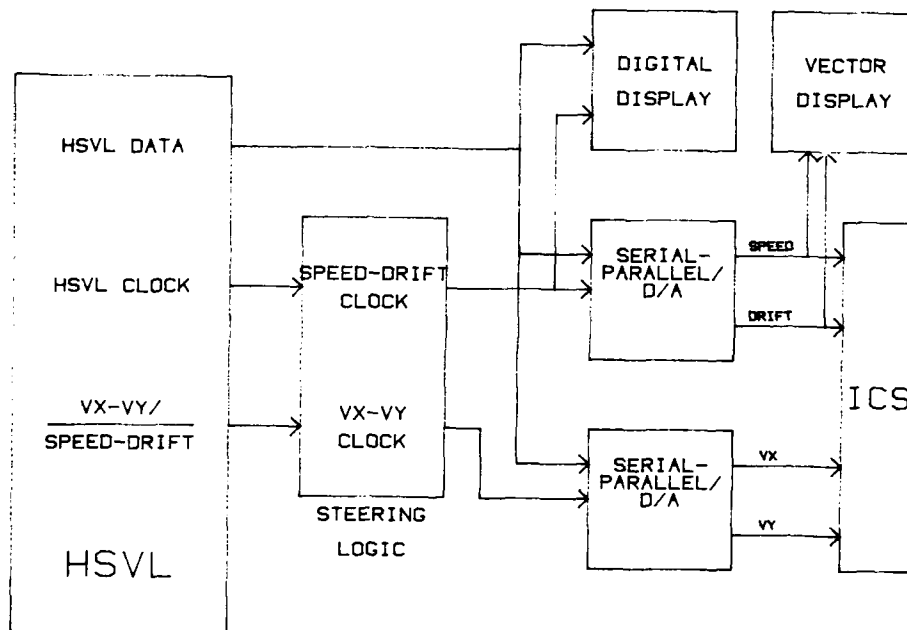 HSVL DATA
HSVL CLOCK
VX-VY/
SPEED-DRIFT
HSVL
SPEED-DRIFT
CLOCK
VX-VY
CLOCK
STEERING
LOGIC
DIGITAL
DISPLAY
VECTOR
DISPLAY
SERIAL-
PARALLEL/
D/A
SPEED
DRIFT
SERIAL-
PARALLEL/
D/A
VX
VY
ICS